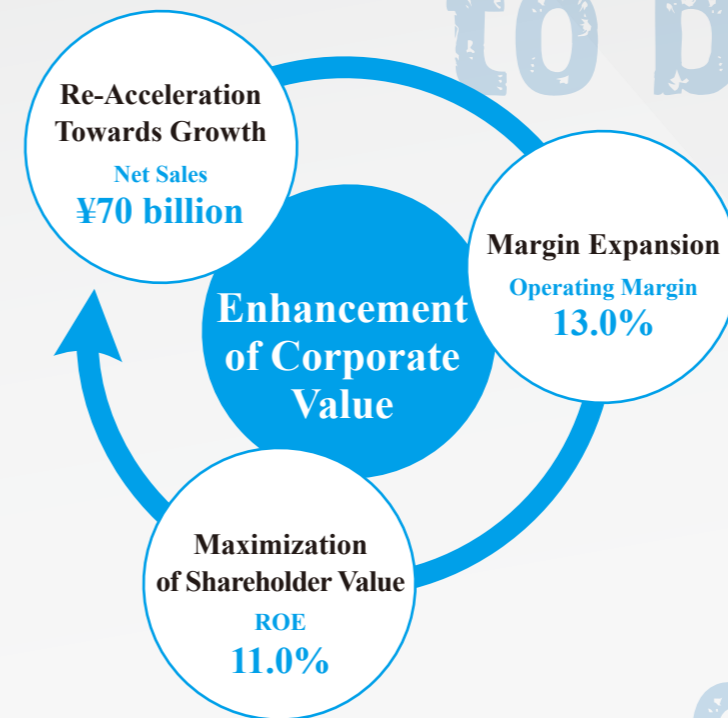 to b
Re-Acceleration
Towards Growth
Net Sales
¥70 billion
Margin Expansion
Operating Margin
13.0%
Enhancement
of Corporate
Value
Maximization
of Shareholder Value
ROE
11.0%